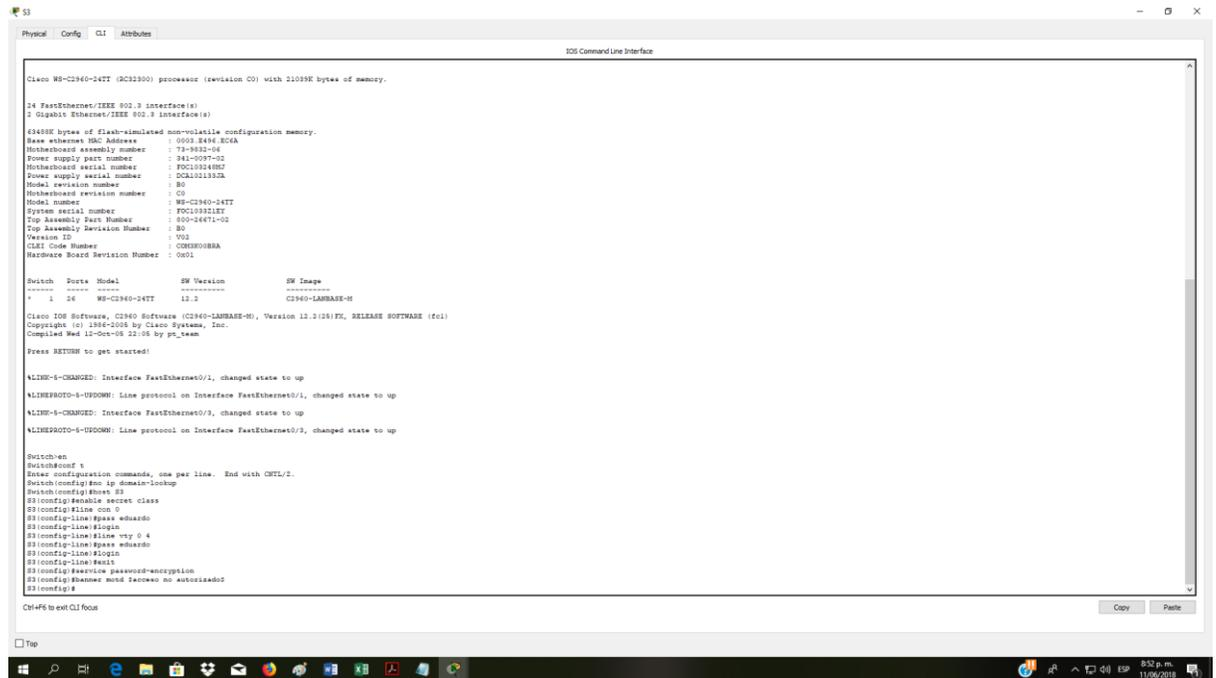 S3
Physical Config CLI Attributes
IOS Command Line Interface
Cisco WS-C2960-24TT (RC32300) processor (revision C0) with 21039K bytes of memory.
24 FastEthernet/IEEE 802.3 interface(s)
2 Gigabit Ethernet/IEEE 802.3 interface(s)
63488K bytes of flash-simulated non-volatile configuration memory.
Base ethernet MAC Address : 0003.E496.EC6A
Motherboard assembly number : 73-9832-06
Power supply part number : 341-0097-02
Motherboard serial number : FOC103248MJ
Power supply serial number : DCA102133JA
Model revision number : B0
Motherboard revision number : C0
Model number : WS-C2960-24TT
System serial number : FOC1033Z1EY
Top Assembly Part Number : 800-26671-02
Top Assembly Revision Number : B0
Version ID : V02
CLEI Code Number : COM3K00BRA
Hardware Board Revision Number : 0x01
Switch Ports Model SW Version SW Image
------ ----- ----- ---------- ----------
* 1 26 WS-C2960-24TT 12.2 C2960-LANBASE-M
Cisco IOS Software, C2960 Software (C2960-LANBASE-M), Version 12.2(25)FX, RELEASE SOFTWARE (fc1)
Copyright (c) 1986-2005 by Cisco Systems, Inc.
Compiled Wed 12-Oct-05 22:05 by pt_team
Press RETURN to get started!
%LINK-5-CHANGED: Interface FastEthernet0/1, changed state to up
%LINEPROTO-5-UPDOWN: Line protocol on Interface FastEthernet0/1, changed state to up
%LINK-5-CHANGED: Interface FastEthernet0/3, changed state to up
%LINEPROTO-5-UPDOWN: Line protocol on Interface FastEthernet0/3, changed state to up
Switch>en
Switch#conf t
Enter configuration commands, one per line. End with CNTL/Z.
Switch(config)#no ip domain-lookup
Switch(config)#host S3
S3(config)#enable secret class
S3(config)#line con 0
S3(config-line)#pass eduardo
S3(config-line)#login
S3(config-line)#line vty 0 4
S3(config-line)#pass eduardo
S3(config-line)#login
S3(config-line)#exit
S3(config)#service password-encryption
S3(config)#banner motd $acceso no autorizado$
S3(config)#
Ctrl+F6 to exit CLI focus
Copy Paste
Top
ESP 8:52 p. m.
11/06/2018